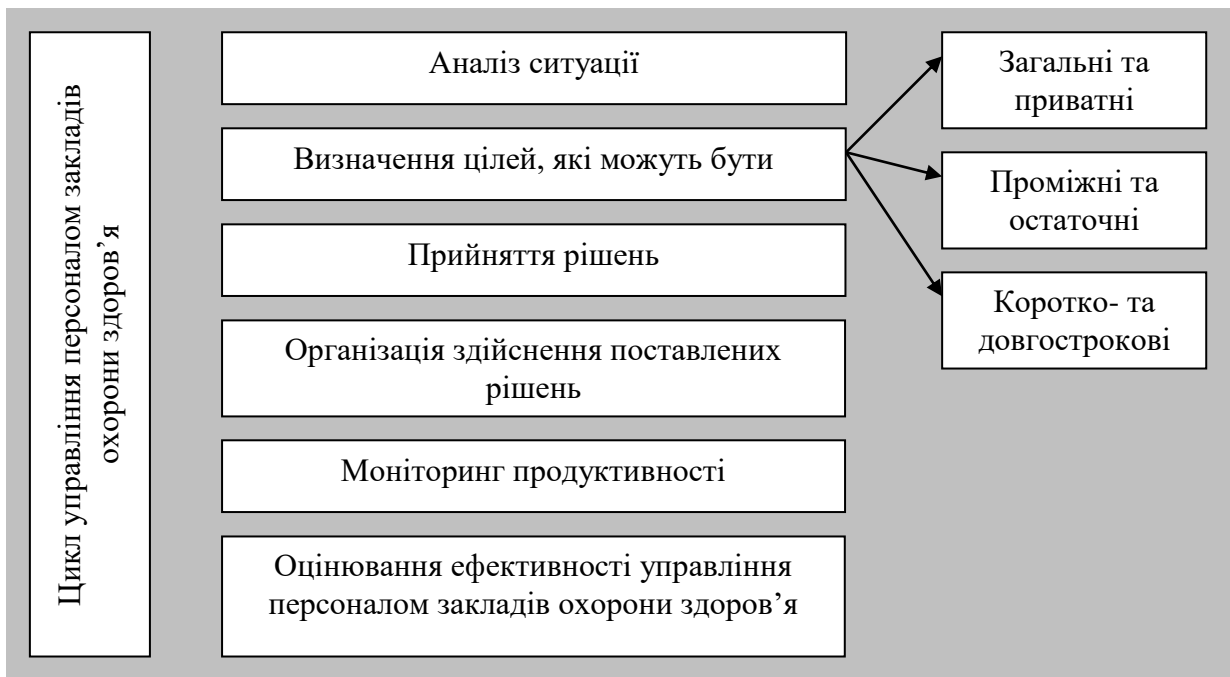 Цикл управління персоналом закладів
охорони здоров’я
Аналіз ситуації
Визначення цілей, які можуть бути
Прийняття рішень
Організація здійснення поставлених
рішень
Моніторинг продуктивності
Оцінювання ефективності управління
персоналом закладів охорони здоров’я
Загальні та
приватні
Проміжні та
остаточні
Коротко- та
довгострокові